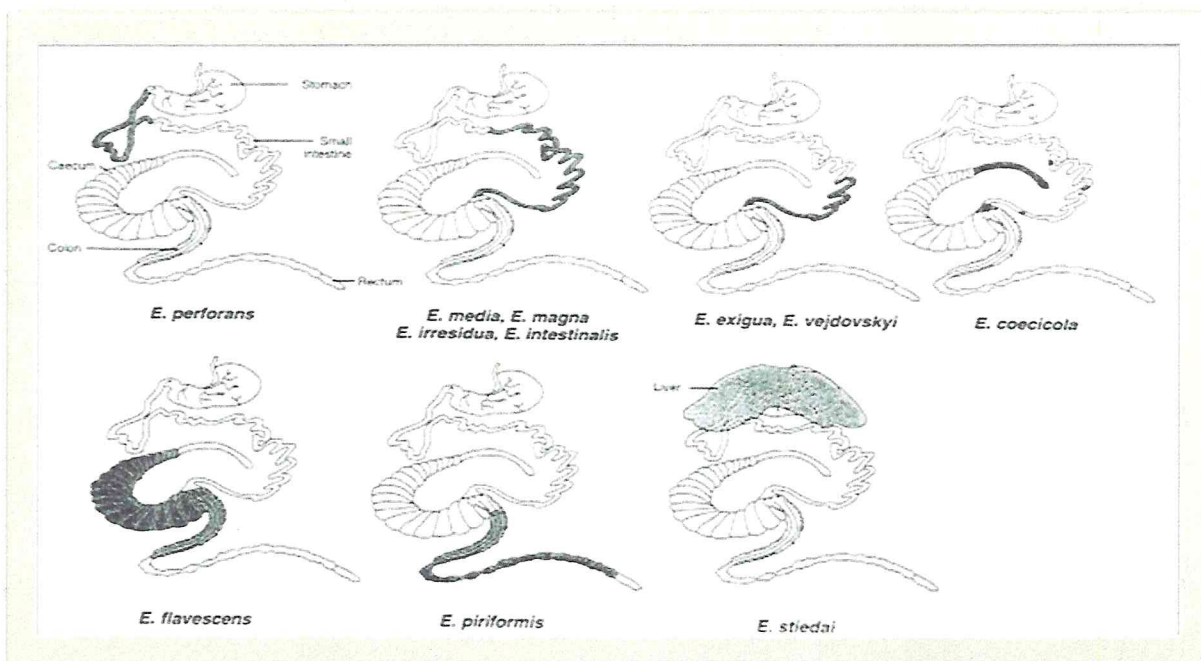 Stomach
Small
intestine
Caecum
Colon
Rectum
E. perforans
E. media, E. magna
E. irresidua, E. intestinalis
E. exigua, E. vejdovskyi
E. coecicola
Liver
E. flavescens
E. piriformis
E. stiedai